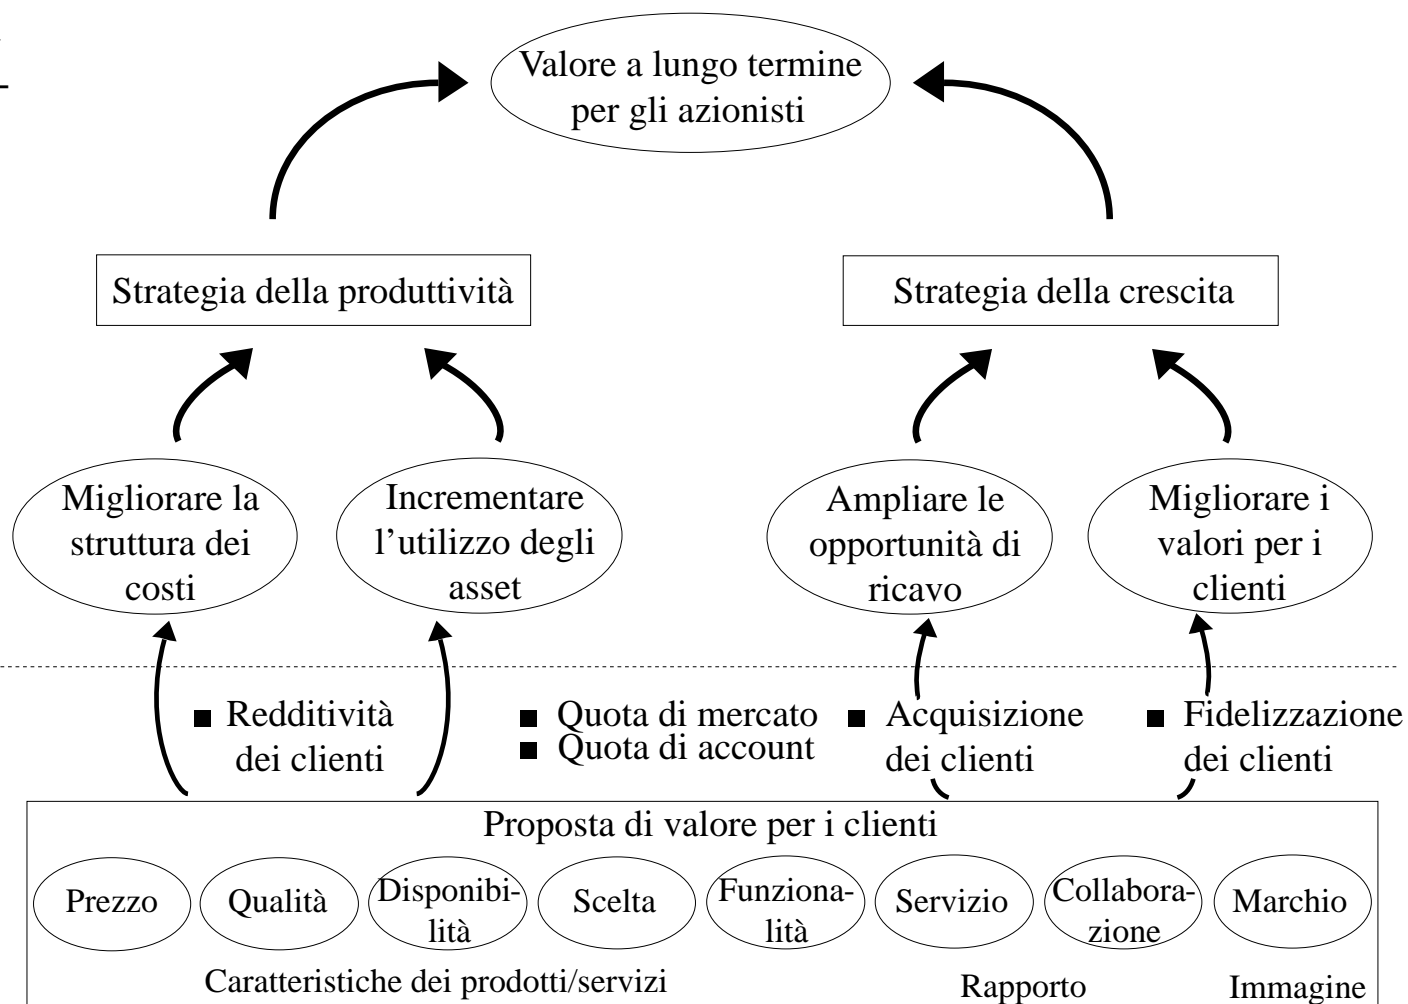 Valore a lungo termine
per gli azionisti
Strategia della produttività
Strategia della crescita
Migliorare la
struttura dei
costi
Incrementare
l’utilizzo degli
asset
Ampliare le
opportunità di
ricavo
Migliorare i
valori per i
clienti
■ Redditività
dei clienti
■ Quota di mercato
■ Quota di account
■ Acquisizione
dei clienti
■ Fidelizzazione
dei clienti
Proposta di valore per i clienti
Prezzo
Qualità
Disponibi-
lità
Scelta
Funziona-
lità
Servizio
Collabora-
zione
Marchio
Caratteristiche dei prodotti/servizi
Rapporto
Immagine